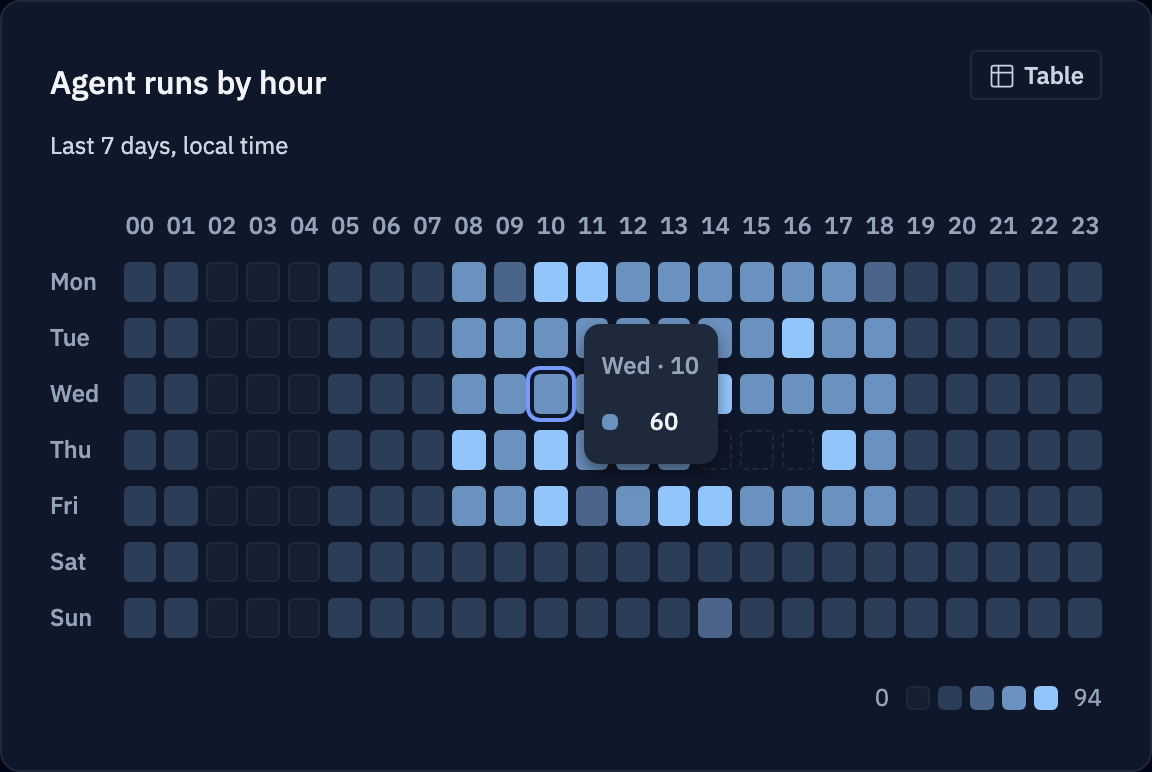 Agent runs by hour
Table
Last 7 days, local time
00 01 02 03 04 05 06 07 08 09 10 11 12 13 14 15 16 17 18 19 20 21 22 23
Mon
Tue
Wed · 10
Wed
60
Thu
Fri
Sat
Sun
0 94